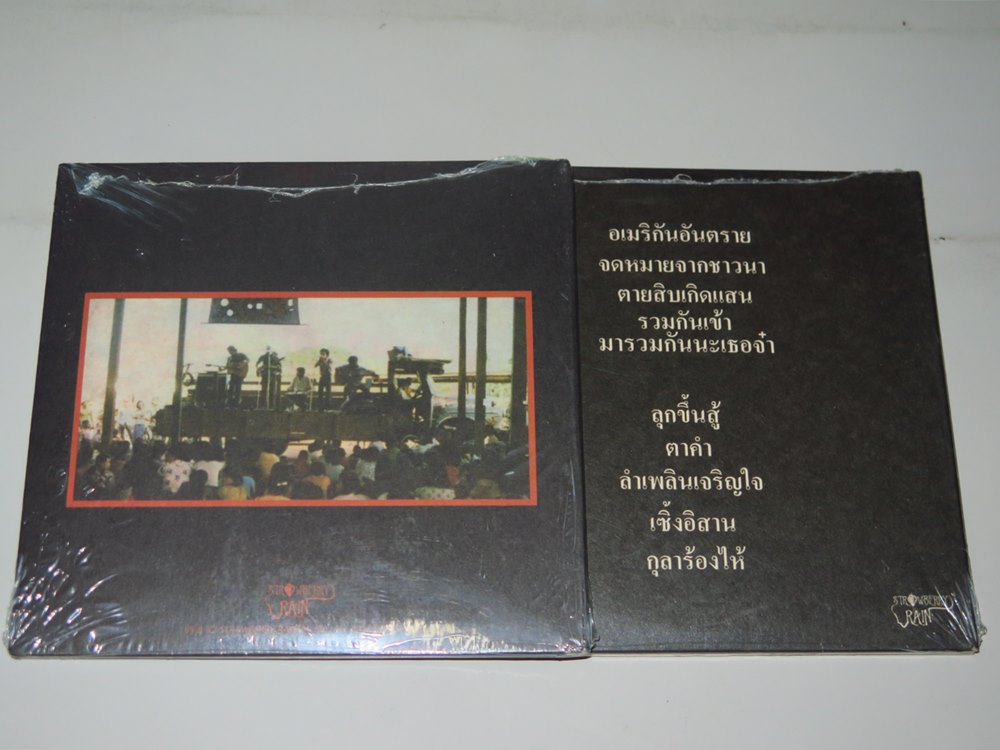 อเมริกันอันตราย
จดหมายจากชาวนา
ตายสิบเกิดแสน
รวมกันเข้า
มารวมกันนะเธอจ๋า
ลุกขึ้นสู้
ตาคำ
ลำเพลินเจริญใจ
เซิ้งอิสาน
กุลาร้องไห้
STRAWBERRY
RAIN
STRAWBERRY
RAIN